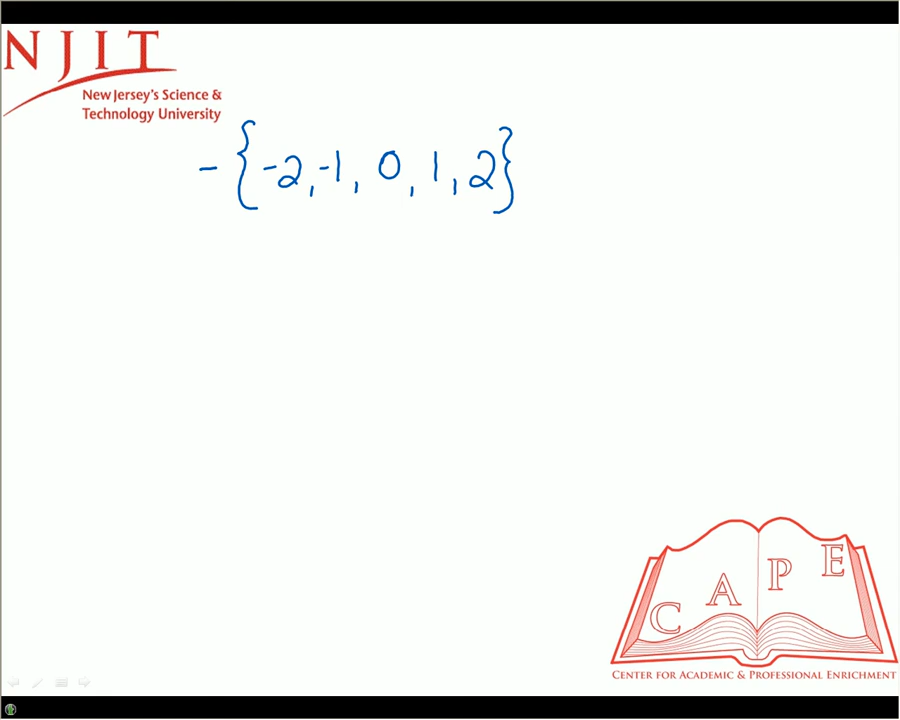 NJIT
New Jersey's Science &
Technology University
- {-2, -1, 0, 1, 2}
C A P E
CENTER FOR ACADEMIC & PROFESSIONAL ENRICHMENT